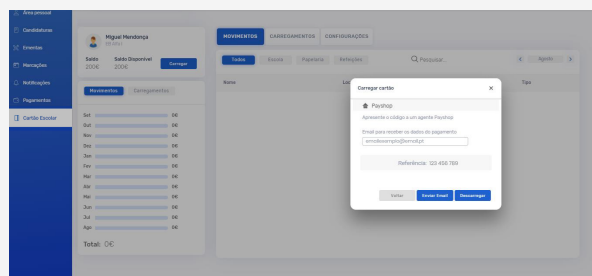 Área pessoal
Candidaturas
Ementas
Marcações
Notificações
Pagamentos
Cartão Escolar
Miguel Mendonça
Saldo
200€
Saldo Disponível
200€
Carregar
Movimentos
Carregamentos
Set 0€
Out 0€
Nov 0€
Dez 0€
Jan 0€
Fev 0€
Mar 0€
Abr 0€
Mai 0€
Jun 0€
Jul 0€
Ago 0€
Total: 0€
MOVIMENTOS
CARREGAMENTOS
CONFIGURAÇÕES
Todos
Escola
Papelaria
Refeições
Pesquisar...
Agosto
Nome
Tipo
Carregar cartão
Payshop
Apresente o código a um agente Payshop
Email para receber os dados do pagamento
emailexemplo@email.pt
Referência: 123 456 789
Voltar
Enviar Email
Descarregar